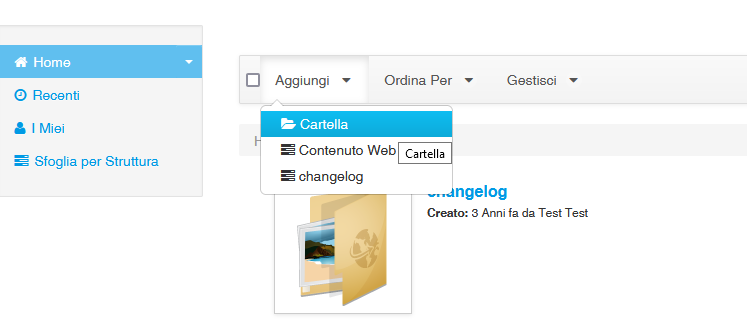 Home
Recenti
I Miei
Sfoglia per Struttura
Aggiungi Ordina Per Gestisci
Cartella
Contenuto Web
Cartella
changelog
changelog
Creato: 3 Anni fa da Test Test